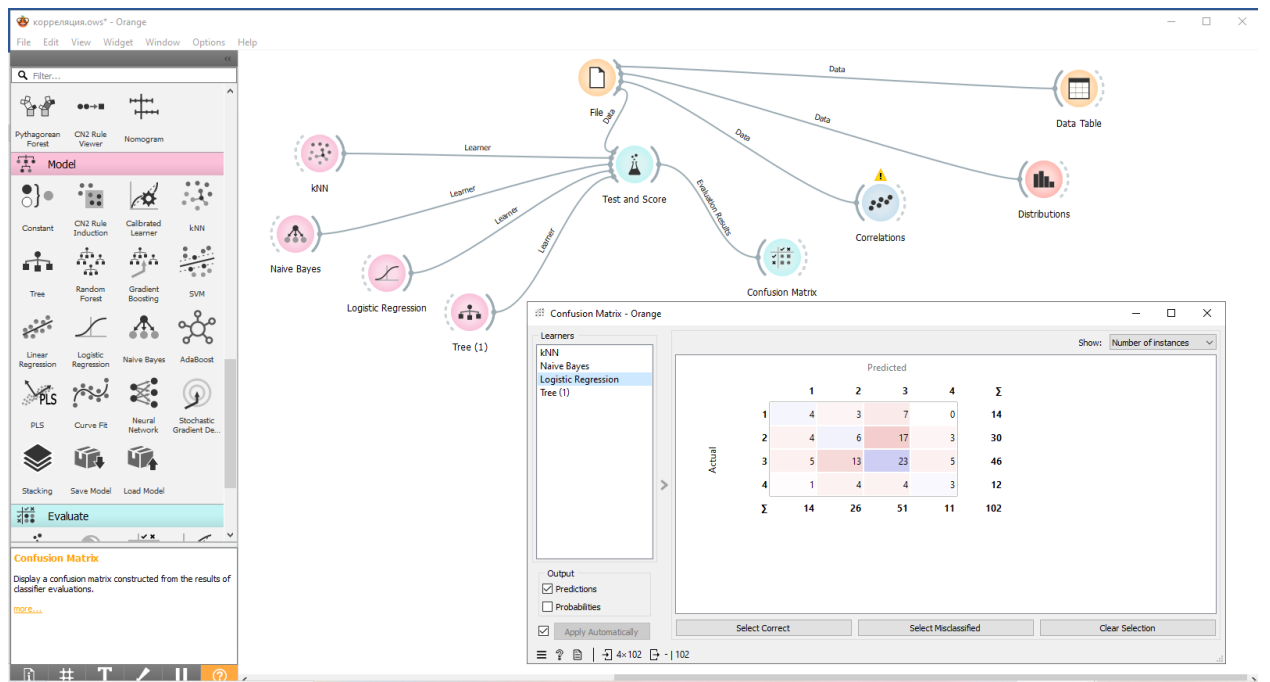 корреляция.ows* - Orange
File Edit View Widget Window Options Help
Filter...
Pythagorean Forest
CN2 Rule Viewer
Nomogram
Model
Constant
CN2 Rule Induction
Calibrated Learner
kNN
Tree
Random Forest
Gradient Boosting
SVM
Linear Regression
Logistic Regression
Naive Bayes
AdaBoost
PLS
PLS
Curve Fit
Neural Network
Stochastic Gradient De...
Stacking
Save Model
Load Model
Evaluate
Confusion Matrix
Display a confusion matrix constructed from the results of
classifier evaluations.
more...
File
Data
Data
Data
Data
Data Table
kNN
Learner
Naive Bayes
Learner
Logistic Regression
Learner
Tree (1)
Learner
Test and Score
Evaluation Results
Correlations
Distributions
Confusion Matrix
Confusion Matrix - Orange
Learners
kNN
Naive Bayes
Logistic Regression
Tree (1)
Output
Predictions
Probabilities
Apply Automatically
Show: Number of instances
Predicted
1 2 3 4 Σ
Actual
1 4 3 7 0 14
2 4 6 17 3 30
3 5 13 23 5 46
4 1 4 4 3 12
Σ 14 26 51 11 102
Select Correct
Select Misclassified
Clear Selection
4×102 - | 102